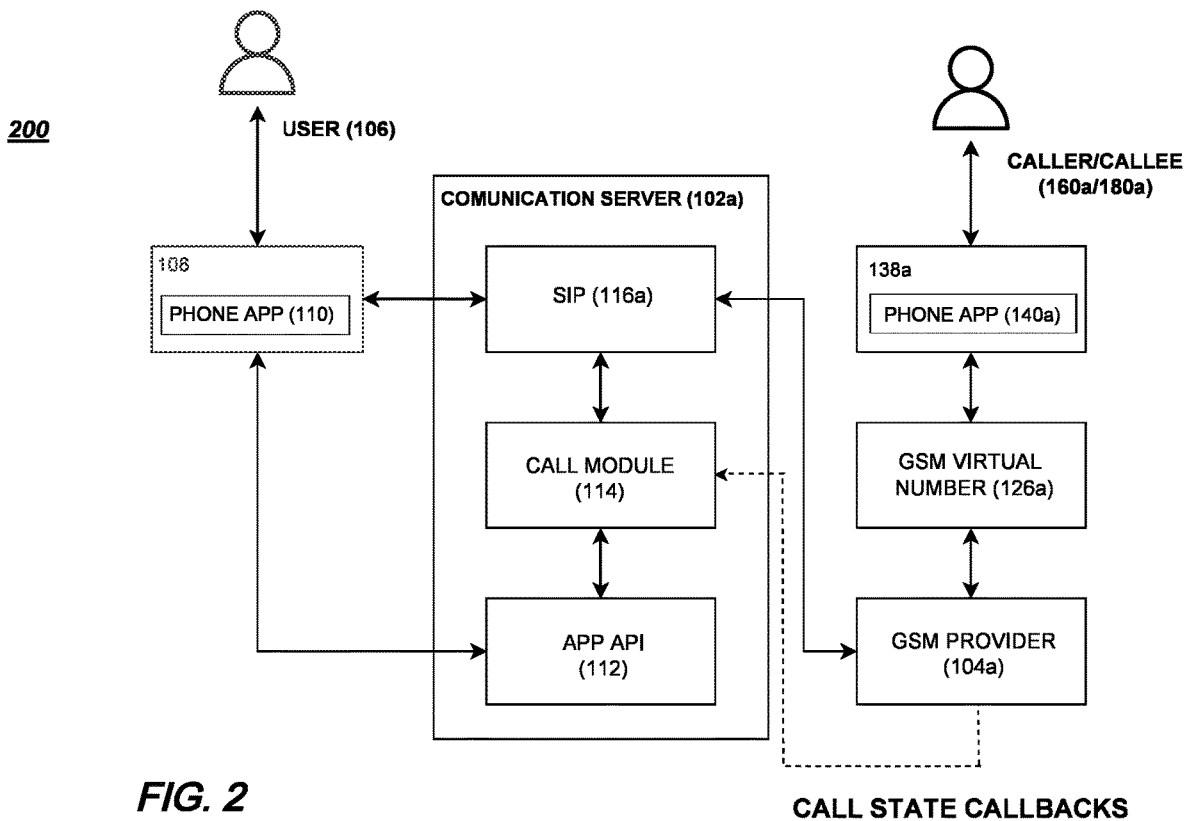 200
USER (106)
CALLER/CALLEE
(160a/180a)
COMUNICATION SERVER (102a)
108
PHONE APP (110)
SIP (116a)
138a
PHONE APP (140a)
CALL MODULE
(114)
GSM VIRTUAL
NUMBER (126a)
APP API
(112)
GSM PROVIDER
(104a)
FIG. 2
CALL STATE CALLBACKS